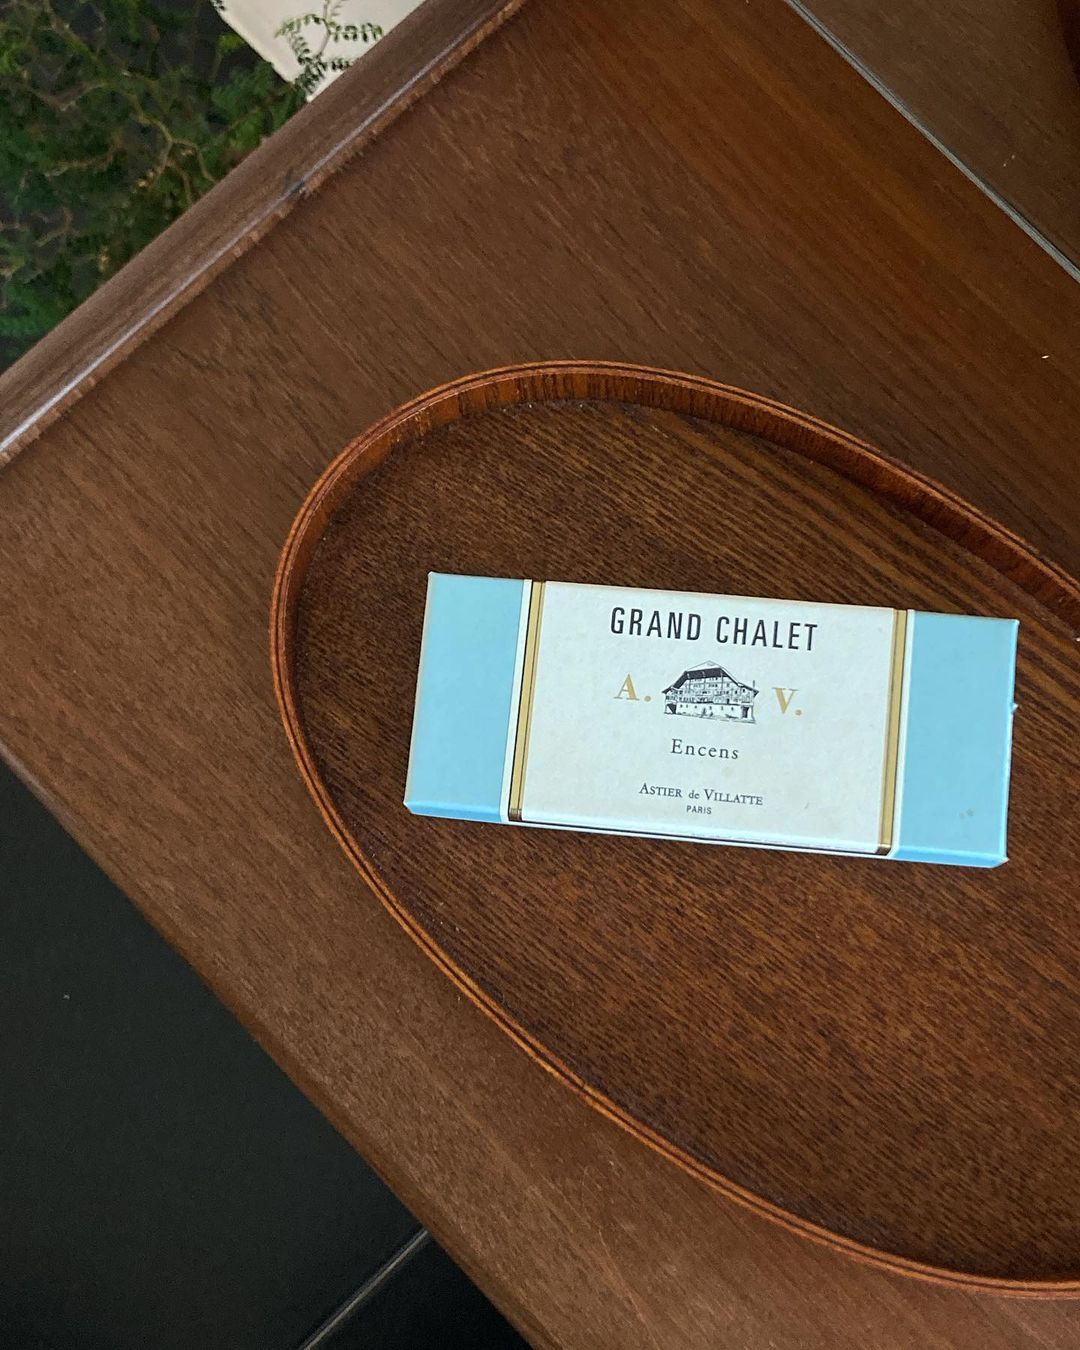 GRAND CHALET
A. V.
Encens
ASTIER de VILLATTE
PARIS